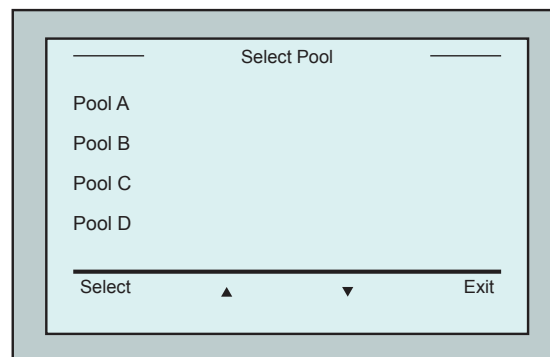 Select Pool
Pool A
Pool B
Pool C
Pool D
Select ▲ ▼ Exit